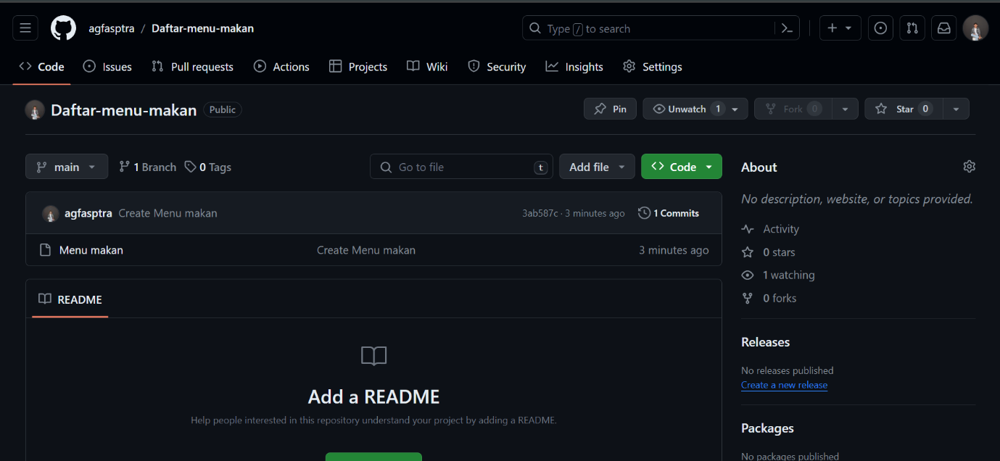 agfasptra / Daftar-menu-makan Type / to search
Code Issues Pull requests Actions Projects Wiki Security Insights Settings
Daftar-menu-makan Public Pin Unwatch 1 Fork 0 Star 0
main 1 Branch 0 Tags Go to file t Add file Code
agfasptra Create Menu makan 3ab587c · 3 minutes ago 1 Commits
Menu makan Create Menu makan 3 minutes ago
README
Add a README
Help people interested in this repository understand your project by adding a README.
About
No description, website, or topics provided.
Activity
0 stars
1 watching
0 forks
Releases
No releases published
Create a new release
Packages
No packages published